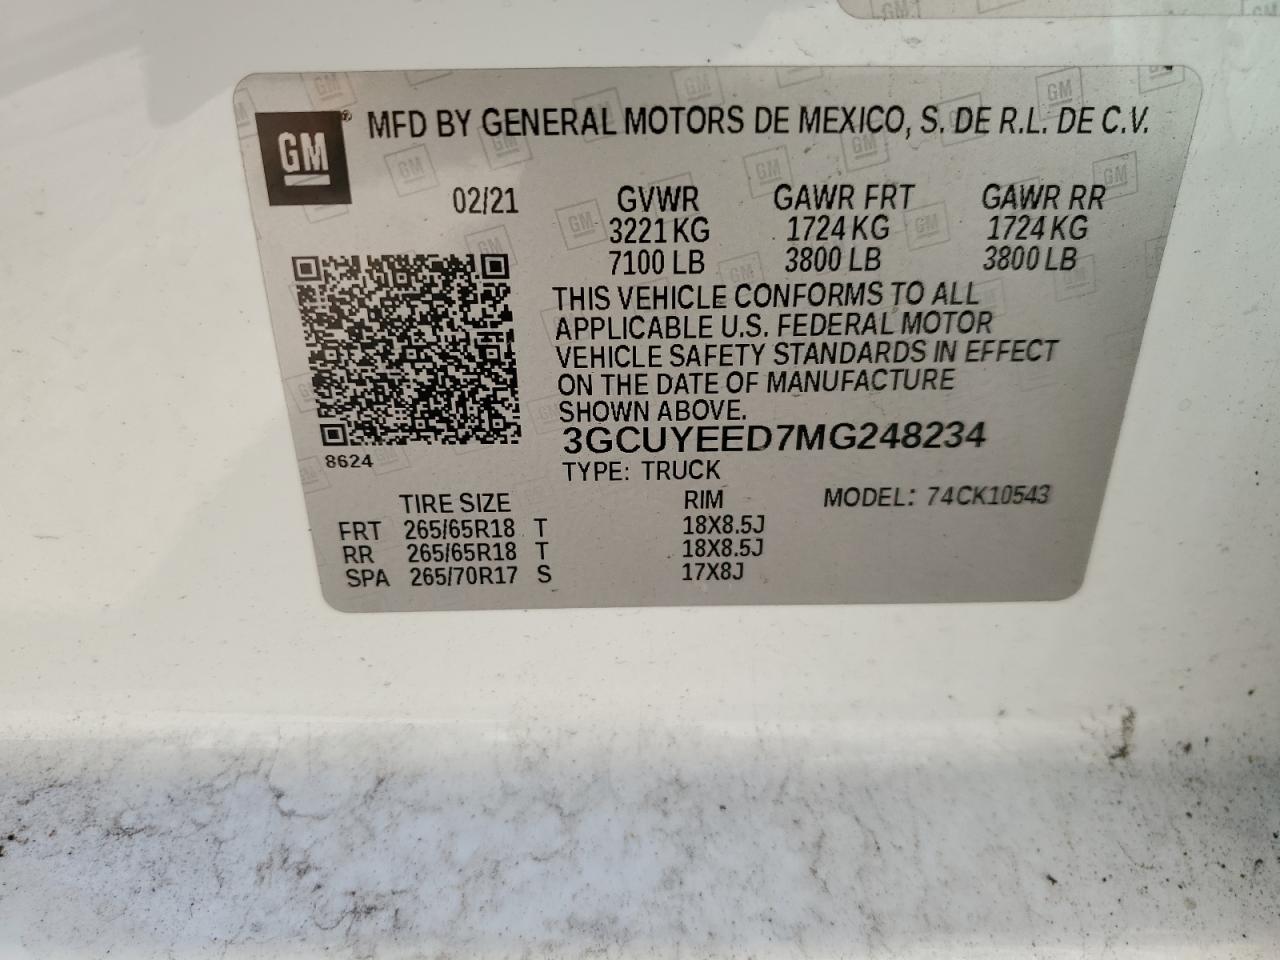 GM® MFD BY GENERAL MOTORS DE MEXICO, S. DE R.L. DE C.V.
02/21 GVWR GAWR FRT GAWR RR
3221 KG 1724 KG 1724 KG
7100 LB 3800 LB 3800 LB
THIS VEHICLE CONFORMS TO ALL
APPLICABLE U.S. FEDERAL MOTOR
VEHICLE SAFETY STANDARDS IN EFFECT
ON THE DATE OF MANUFACTURE
SHOWN ABOVE.
3GCUYEED7MG248234
8624
TYPE: TRUCK
TIRE SIZE RIM MODEL: 74CK10543
FRT 265/65R18 T 18X8.5J
RR 265/65R18 T 18X8.5J
SPA 265/70R17 S 17X8J